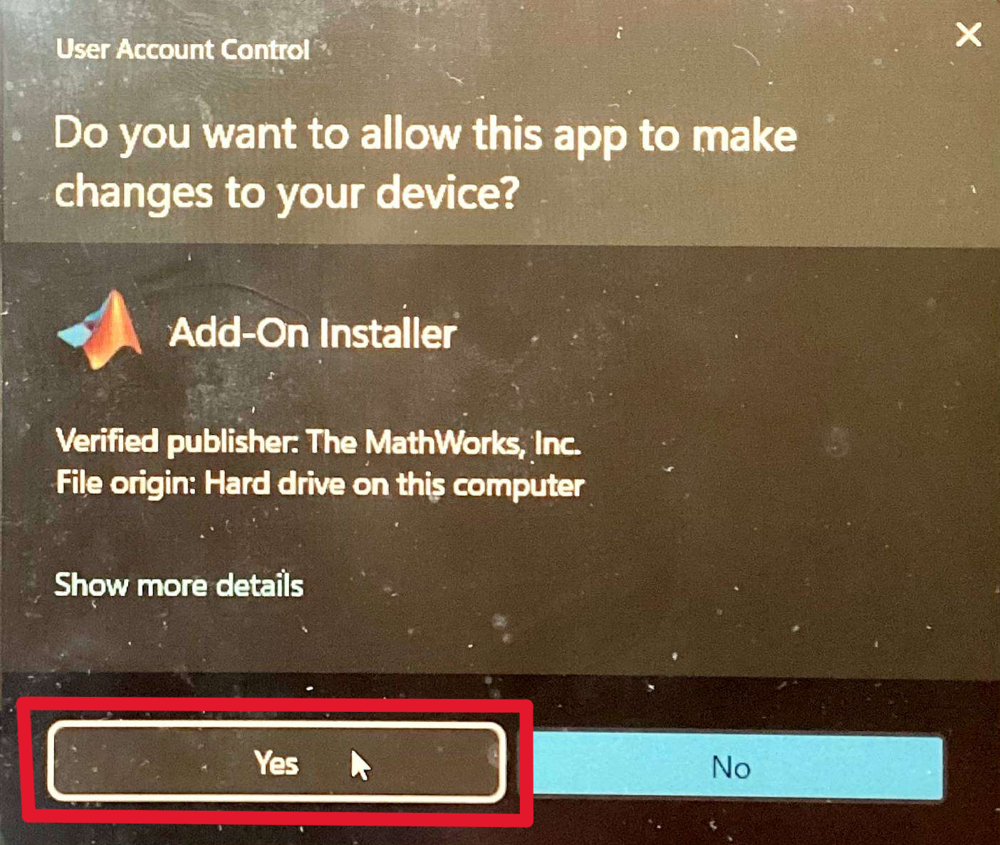 User Account Control
Do you want to allow this app to make
changes to your device?
Add-On Installer
Verified publisher: The MathWorks, Inc.
File origin: Hard drive on this computer
Show more details
Yes
No